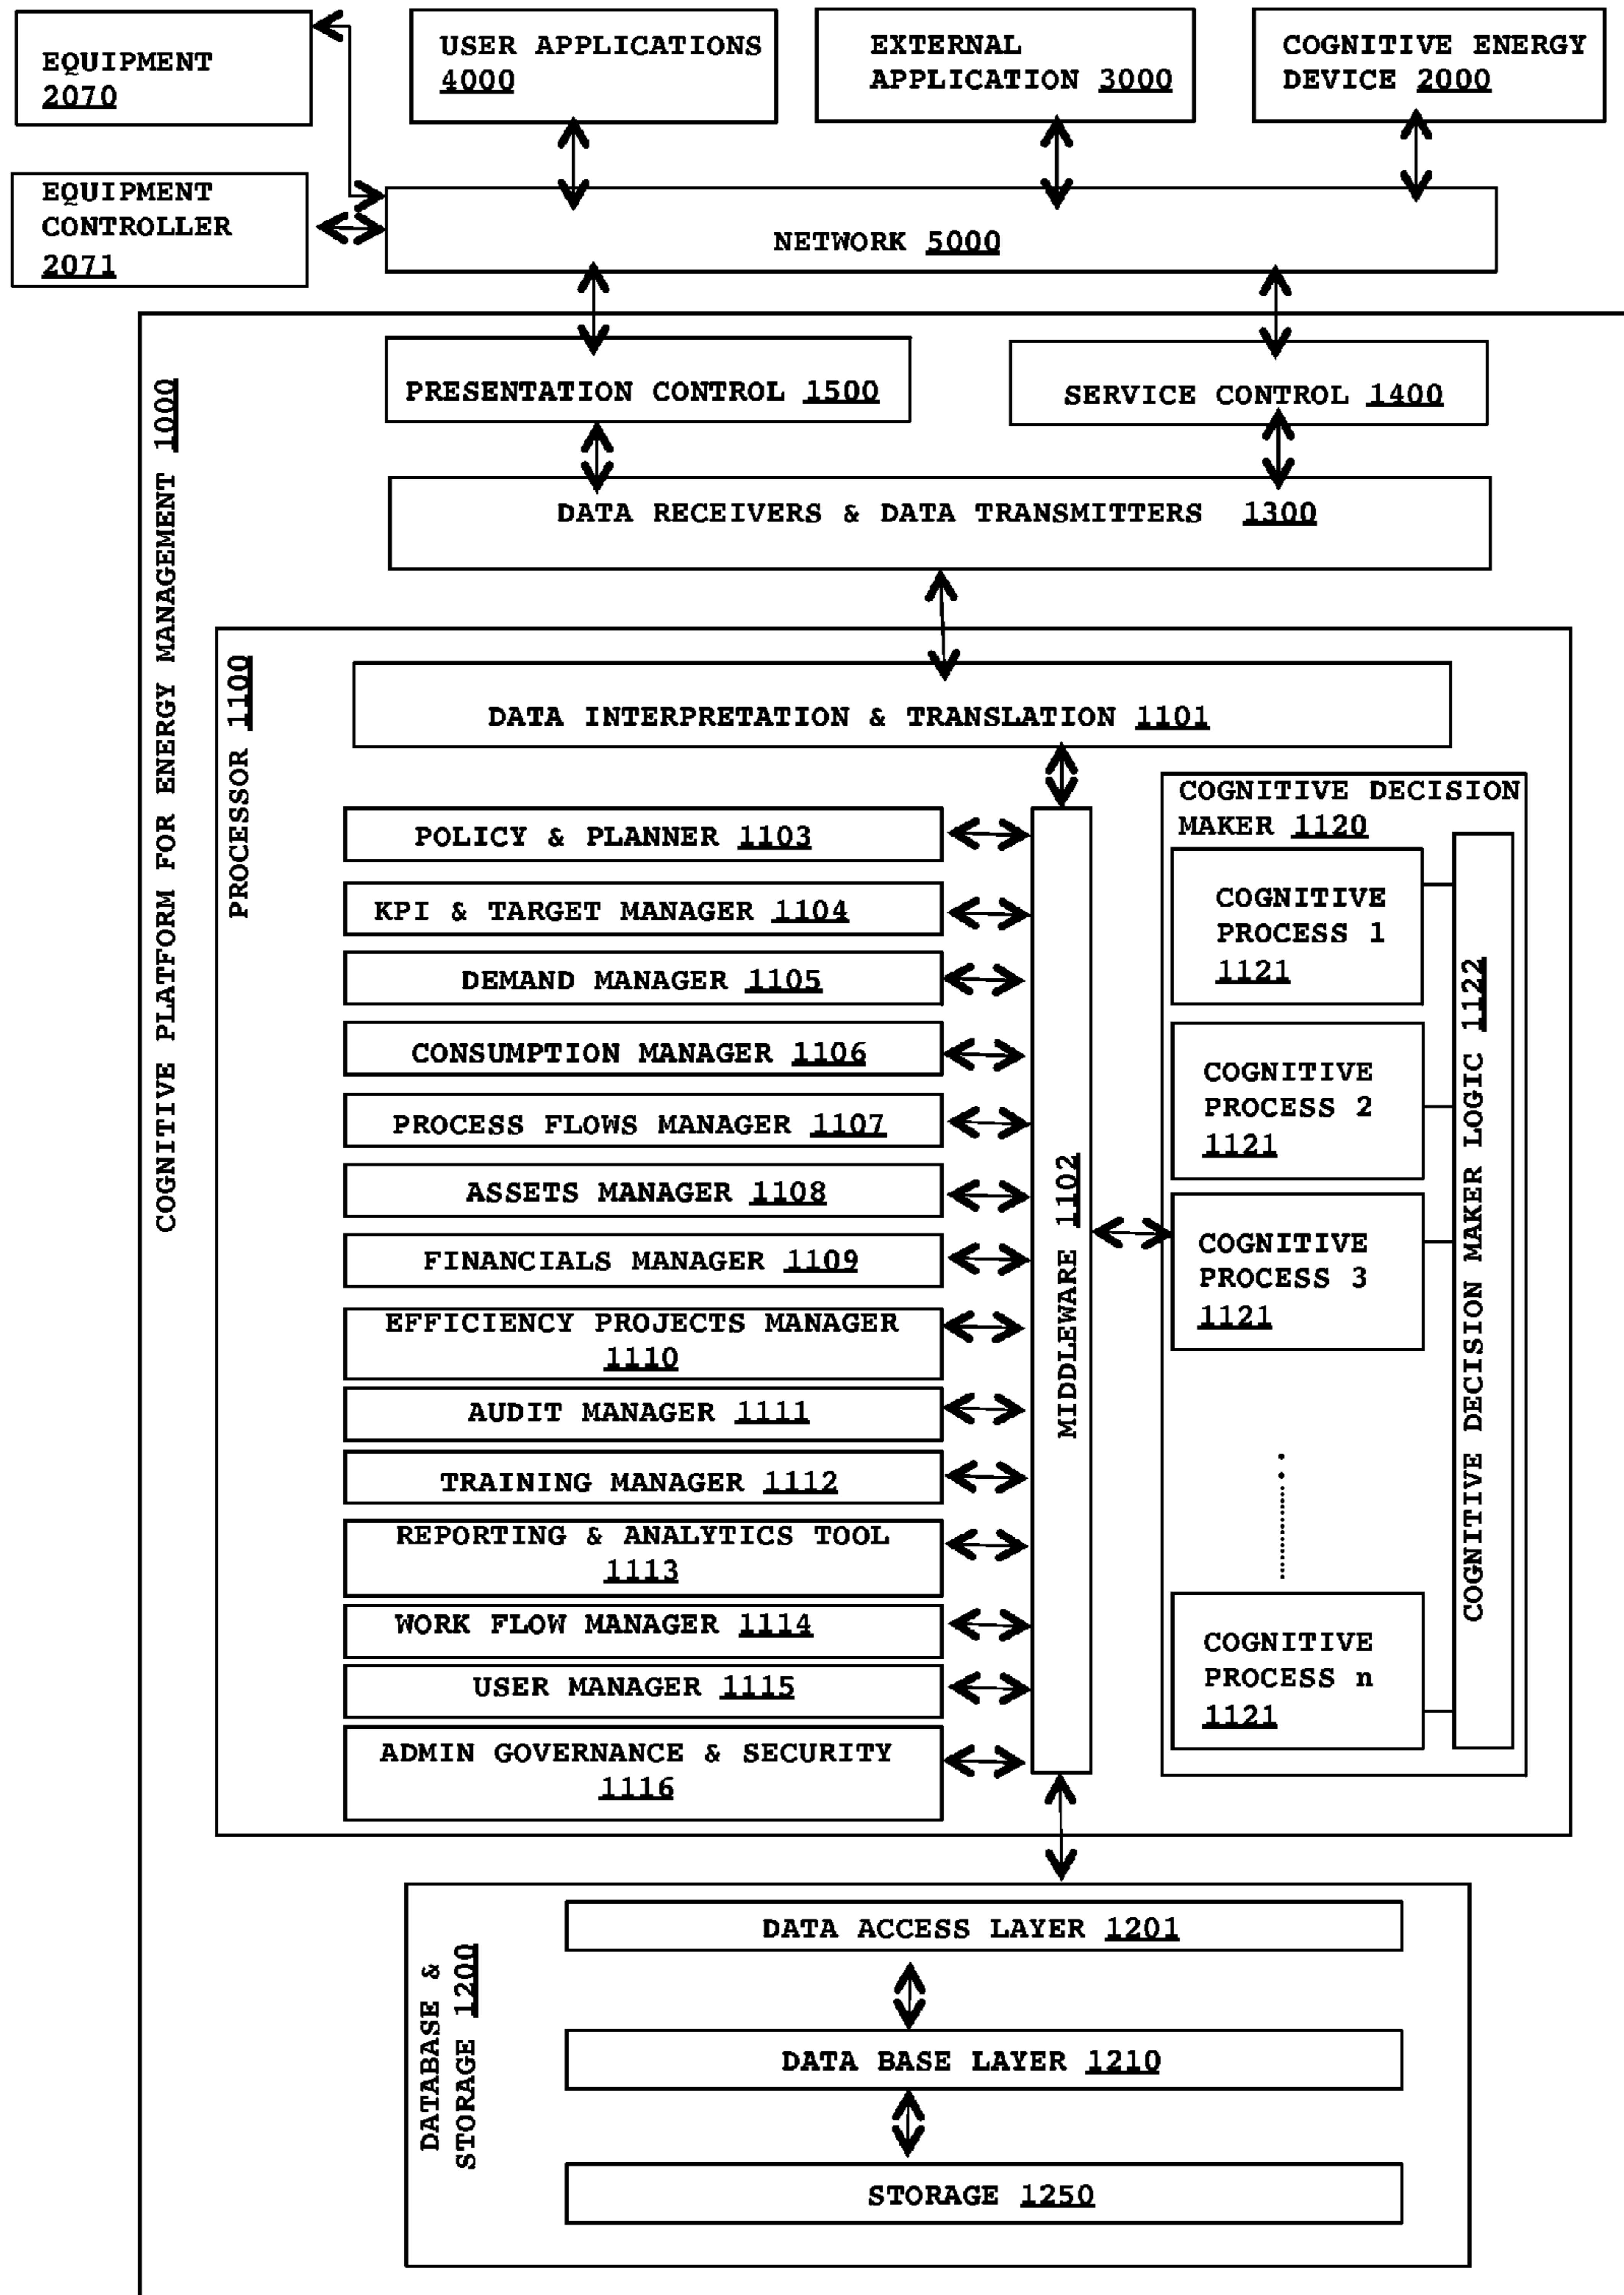 EQUIPMENT
2070
USER APPLICATIONS
4000
EXTERNAL
APPLICATION 3000
COGNITIVE ENERGY
DEVICE 2000
EQUIPMENT
CONTROLLER
2071
NETWORK 5000
COGNITIVE PLATFORM FOR ENERGY MANAGEMENT 1000
PRESENTATION CONTROL 1500
SERVICE CONTROL 1400
DATA RECEIVERS & DATA TRANSMITTERS 1300
PROCESSOR 1100
DATA INTERPRETATION & TRANSLATION 1101
POLICY & PLANNER 1103
KPI & TARGET MANAGER 1104
DEMAND MANAGER 1105
CONSUMPTION MANAGER 1106
PROCESS FLOWS MANAGER 1107
ASSETS MANAGER 1108
FINANCIALS MANAGER 1109
EFFICIENCY PROJECTS MANAGER
1110
AUDIT MANAGER 1111
TRAINING MANAGER 1112
REPORTING & ANALYTICS TOOL
1113
WORK FLOW MANAGER 1114
USER MANAGER 1115
ADMIN GOVERNANCE & SECURITY
1116
MIDDLEWARE 1102
COGNITIVE DECISION
MAKER 1120
COGNITIVE
PROCESS 1
1121
COGNITIVE
PROCESS 2
1121
COGNITIVE
PROCESS 3
1121
COGNITIVE
PROCESS n
1121
COGNITIVE DECISION MAKER LOGIC 1122
DATABASE &
STORAGE 1200
DATA ACCESS LAYER 1201
DATA BASE LAYER 1210
STORAGE 1250